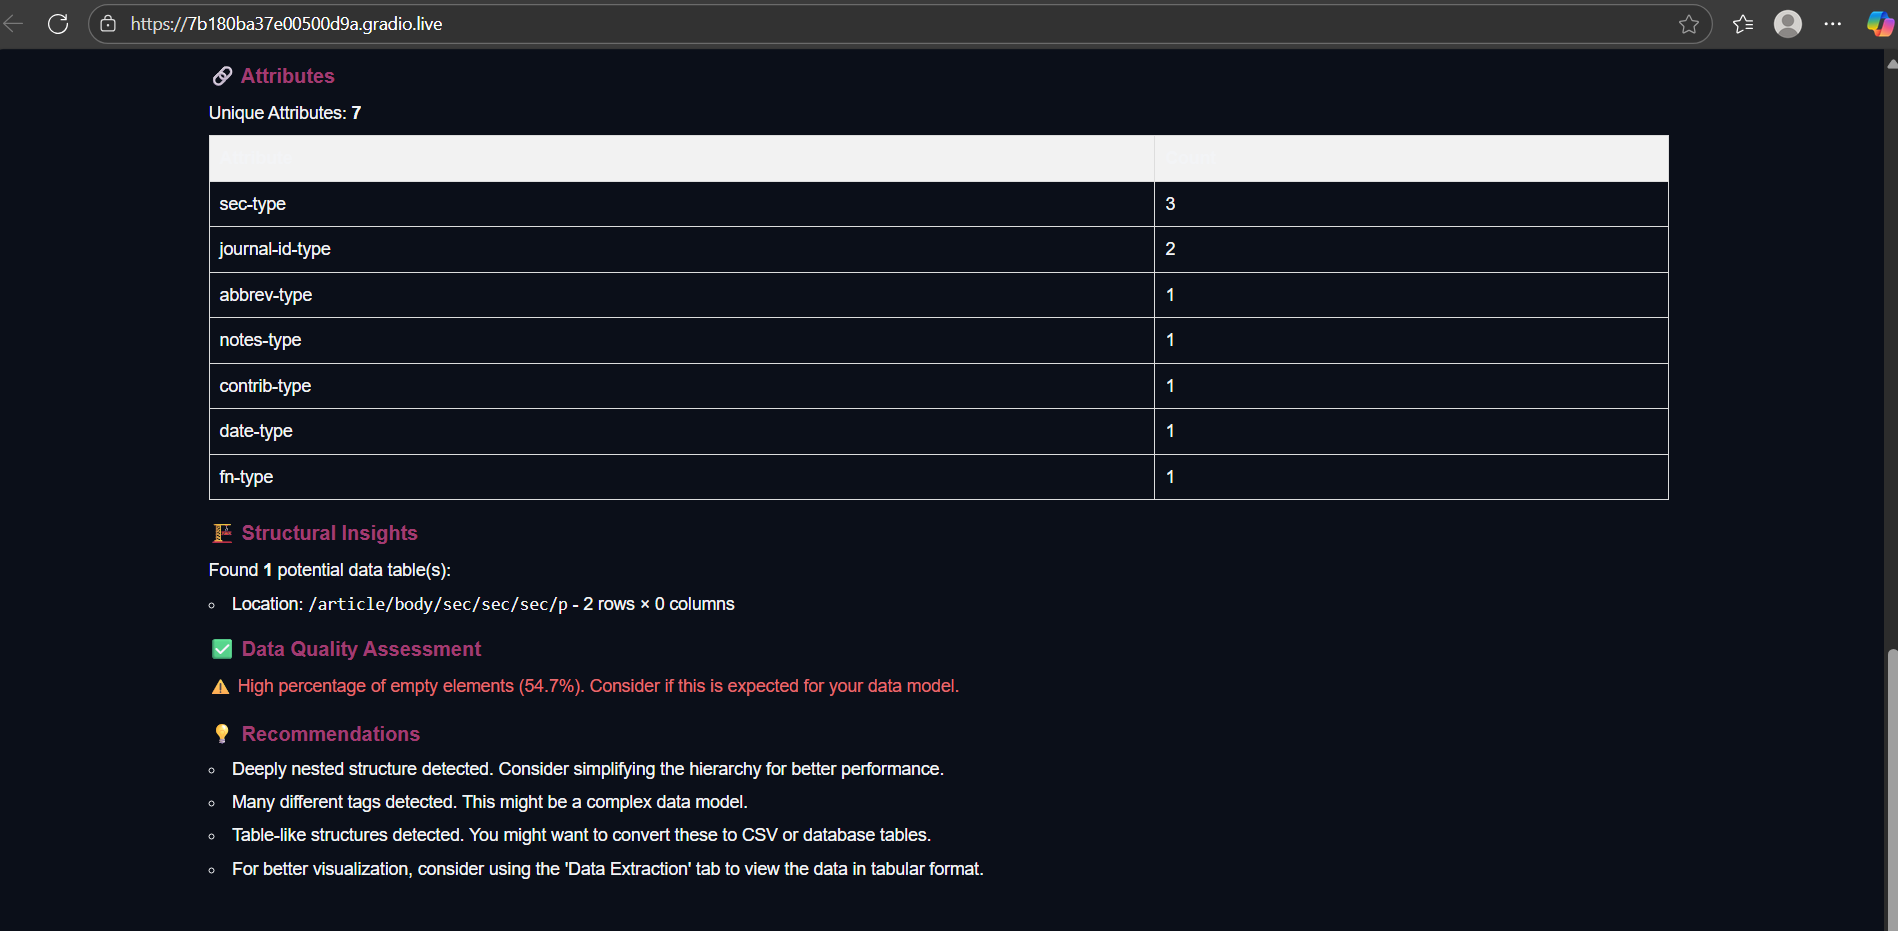 https://7b180ba37e00500d9a.gradio.live
Attributes
Unique Attributes: 7
sec-type 3
journal-id-type 2
abbrev-type 1
notes-type 1
contrib-type 1
date-type 1
fn-type 1
Structural Insights
Found 1 potential data table(s):
Location: /article/body/sec/sec/sec/p - 2 rows × 0 columns
Data Quality Assessment
High percentage of empty elements (54.7%). Consider if this is expected for your data model.
Recommendations
Deeply nested structure detected. Consider simplifying the hierarchy for better performance.
Many different tags detected. This might be a complex data model.
Table-like structures detected. You might want to convert these to CSV or database tables.
For better visualization, consider using the 'Data Extraction' tab to view the data in tabular format.